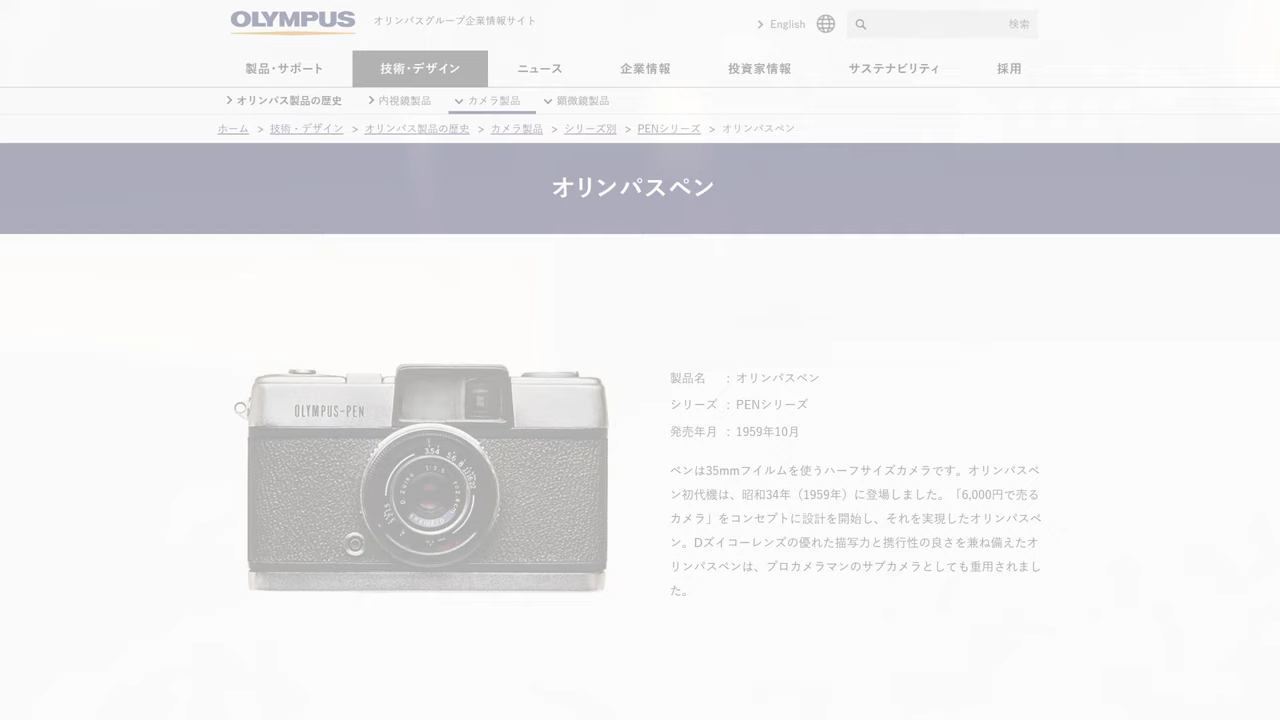 OLYMPUS オリンパスグループ企業情報サイト English 検索
製品・サポート 技術・デザイン ニュース 企業情報 投資家情報 サステナビリティ 採用
オリンパス製品の歴史 内視鏡製品 カメラ製品 顕微鏡製品
ホーム > 技術・デザイン > オリンパス製品の歴史 > カメラ製品 > シリーズ別 > PENシリーズ > オリンパスペン
オリンパスペン
OLYMPUS-PEN
製品名 : オリンパスペン
シリーズ : PENシリーズ
発売年月 : 1959年10月
ペンは35mmフイルムを使うハーフサイズカメラです。オリンパスペ
ン初代機は、昭和34年（1959年）に登場しました。「6,000円で売る
カメラ」をコンセプトに設計を開始し、それを実現したオリンパスペ
ン。Dズイコーレンズの優れた描写力と携行性の良さを兼ね備えたオ
リンパスペンは、プロカメラマンのサブカメラとしても重用されまし
た。